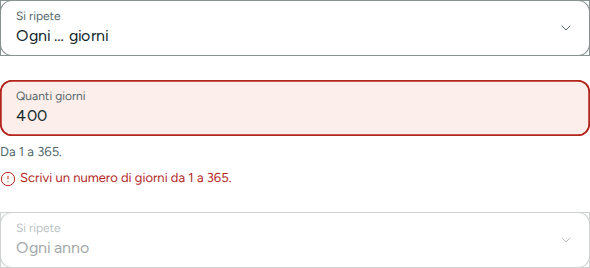 Si ripete
Ogni ... giorni
Quanti giorni
400
Da 1 a 365.
Scrivi un numero di giorni da 1 a 365.
Si ripete
Ogni anno